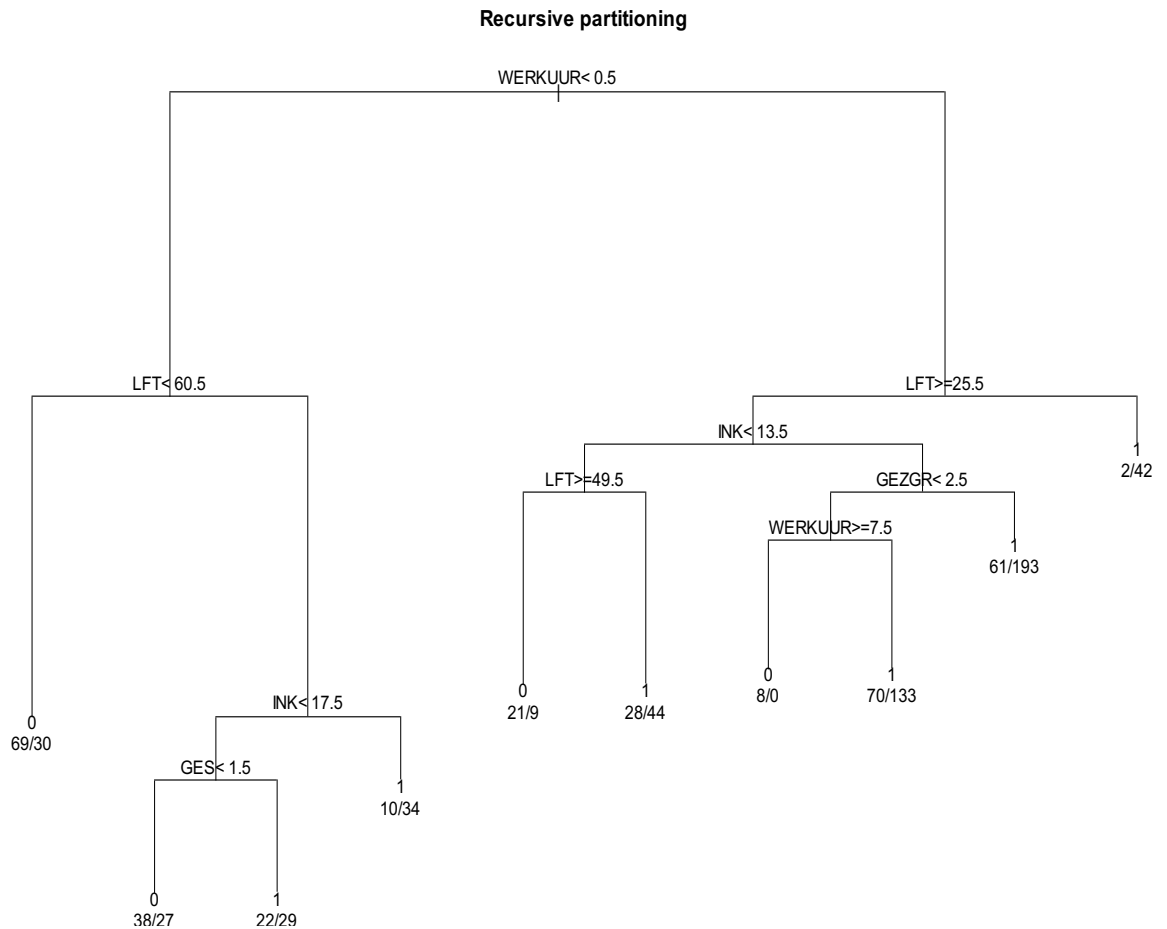 Recursive partitioning
WERKUUR< 0.5
LFT< 60.5
LFT>=25.5
INK< 13.5
1
2/42
LFT>=49.5
GEZGR< 2.5
WERKUUR>=7.5
1
61/193
0
8/0
1
70/133
0
21/9
1
28/44
INK< 17.5
0
69/30
GES< 1.5
1
10/34
0
38/27
1
22/29